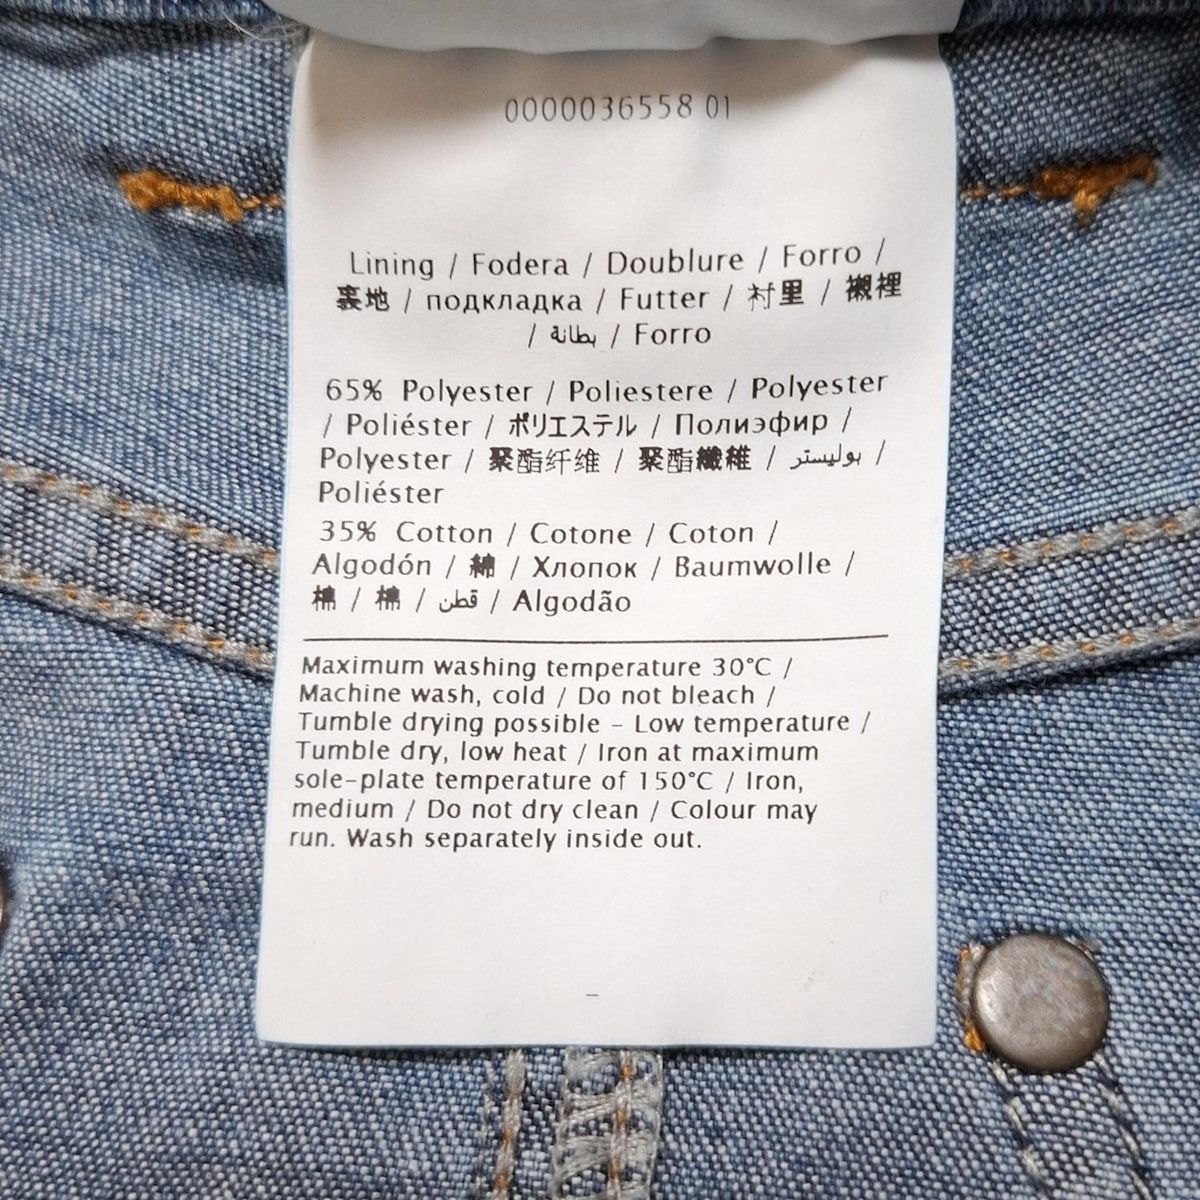 0000036558 01
Lining / Fodera / Doublure / Forro /
裏地 / подкладка / Futter / 衬里 / 襯裡
/ بطانة / Forro
65% Polyester / Poliestere / Polyester
/ Poliéster / ポリエステル / Полиэфир /
Polyester / 聚酯纤维 / 聚酯纖維 / بوليستر /
Poliéster
35% Cotton / Cotone / Coton /
Algodón / 綿 / Хлопок / Baumwolle /
棉 / 棉 / قطن / Algodão
Maximum washing temperature 30°C /
Machine wash, cold / Do not bleach /
Tumble drying possible – Low temperature /
Tumble dry, low heat / Iron at maximum
sole-plate temperature of 150°C / Iron,
medium / Do not dry clean / Colour may
run. Wash separately inside out.